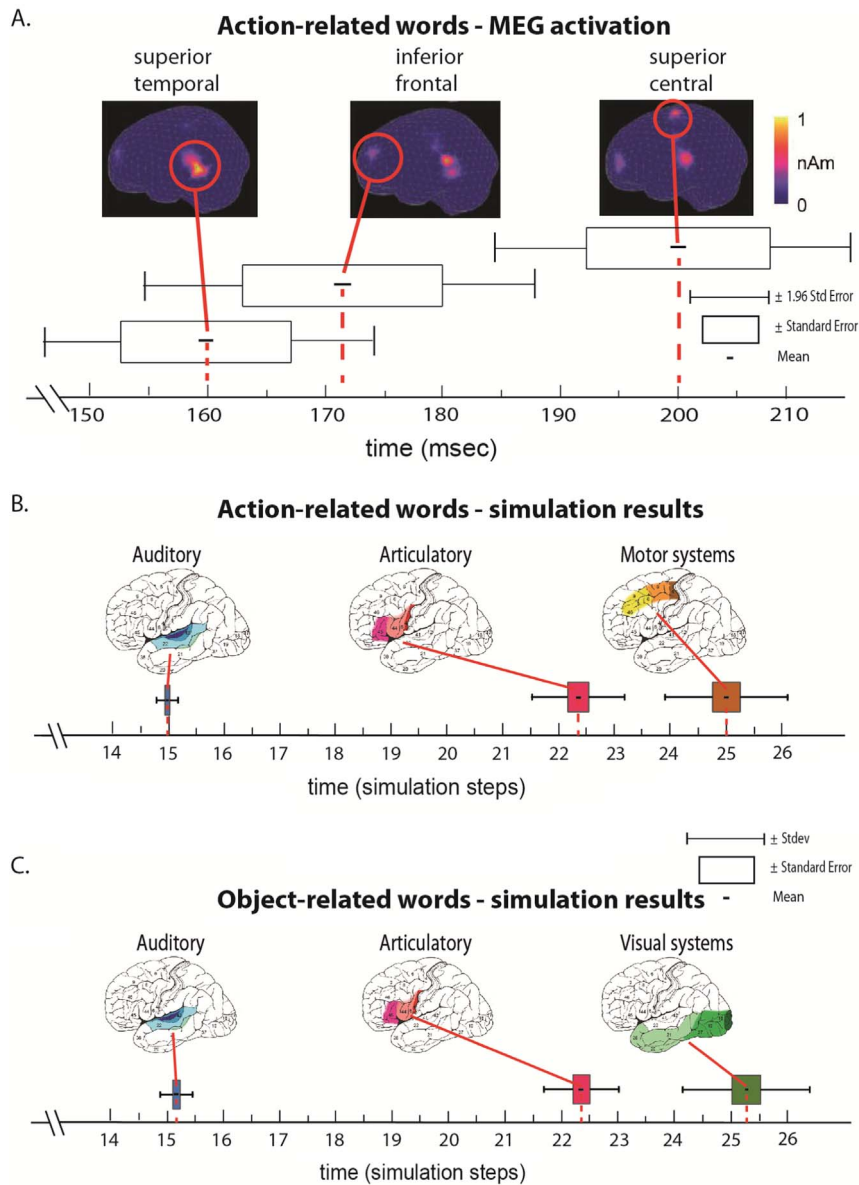 A.
Action-related words - MEG activation
superior
temporal
inferior
frontal
superior
central
1
nAm
0
± 1.96 Std Error
± Standard Error
Mean
150 160 170 180 190 200 210
time (msec)
B.
Action-related words - simulation results
Auditory Articulatory Motor systems
14 15 16 17 18 19 20 21 22 23 24 25 26
time (simulation steps)
± Stdev
± Standard Error
Mean
C.
Object-related words - simulation results
Auditory Articulatory Visual systems
14 15 16 17 18 19 20 21 22 23 24 25 26
time (simulation steps)